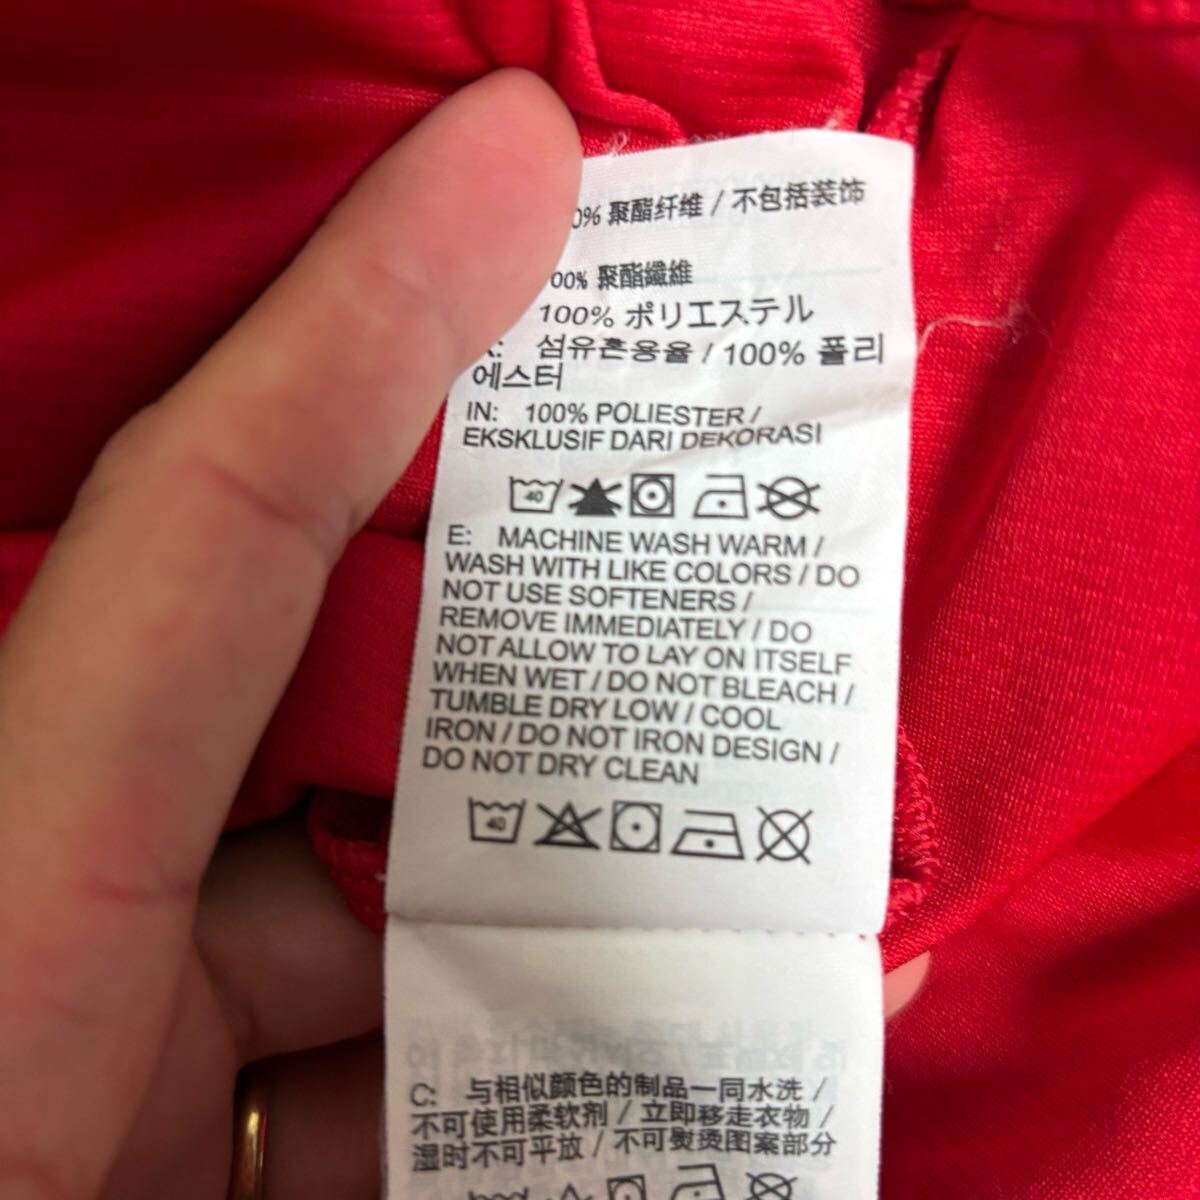 0% 聚酯纤维 / 不包括装饰
00% 聚酯纖維
100% ポリエステル
섬유혼용율 / 100% 폴리
에스터
IN: 100% POLIESTER /
EKSKLUSIF DARI DEKORASI
40
E: MACHINE WASH WARM /
WASH WITH LIKE COLORS / DO
NOT USE SOFTENERS /
REMOVE IMMEDIATELY / DO
NOT ALLOW TO LAY ON ITSELF
WHEN WET / DO NOT BLEACH /
TUMBLE DRY LOW / COOL
IRON / DO NOT IRON DESIGN /
DO NOT DRY CLEAN
40
C: 与相似颜色的制品一同水洗 /
不可使用柔软剂 / 立即移走衣物 /
湿时不可平放 / 不可熨烫图案部分